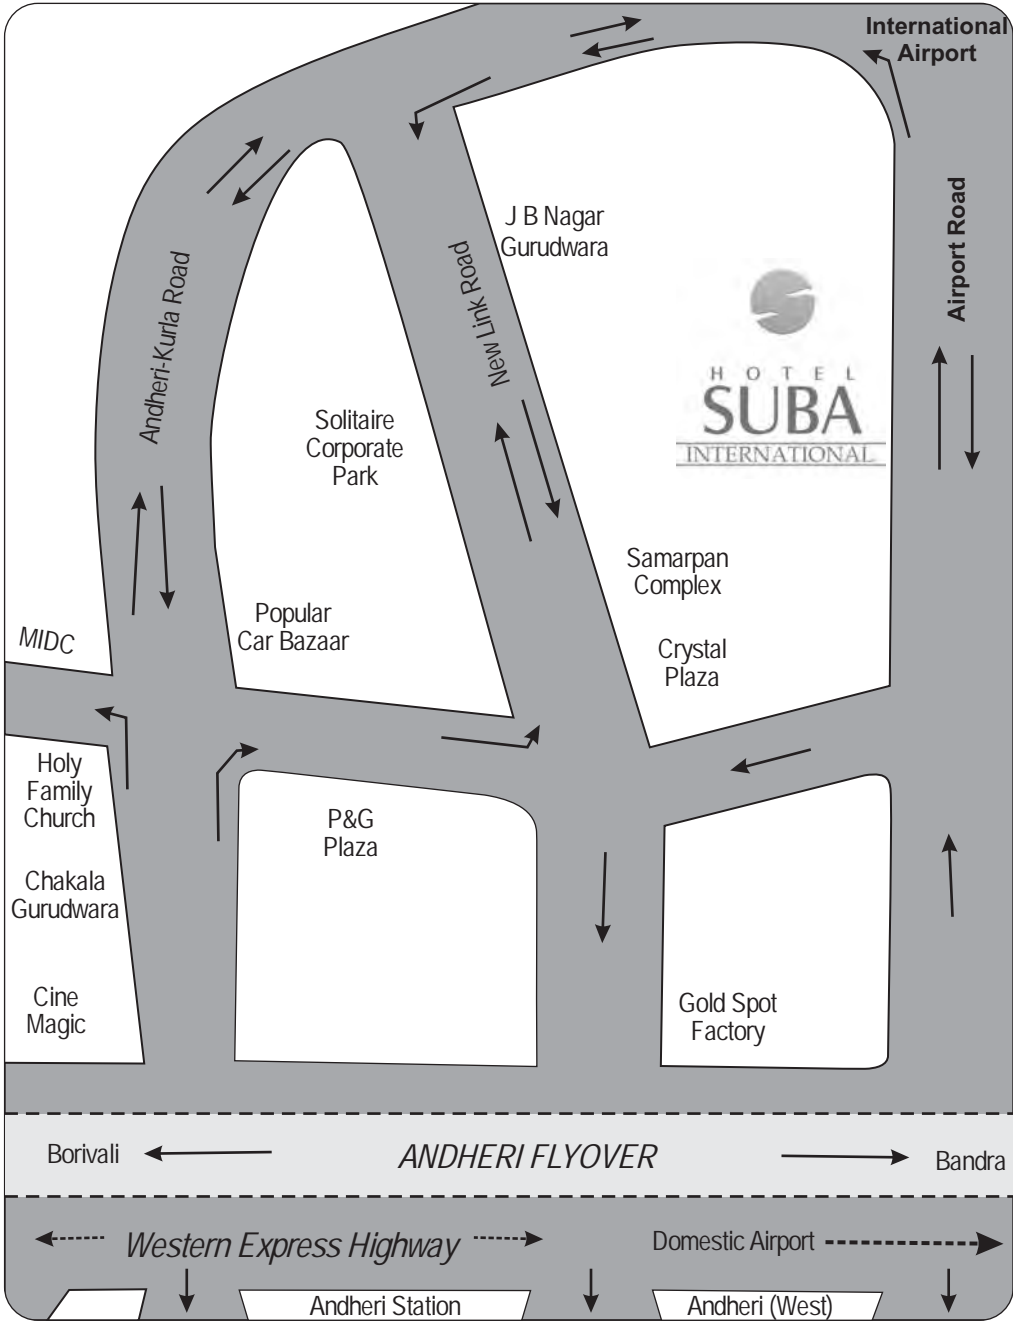 International
Airport
Airport Road
J B Nagar
Gurudwara
New Link Road
Andheri-Kurla Road
HOTEL
SUBA
INTERNATIONAL
Solitaire
Corporate
Park
Samarpan
Complex
Popular
Car Bazaar
Crystal
Plaza
MIDC
Holy
Family
Church
P&G
Plaza
Chakala
Gurudwara
Cine
Magic
Gold Spot
Factory
Borivali
ANDHERI FLYOVER
Bandra
Western Express Highway
Domestic Airport
Andheri Station
Andheri (West)